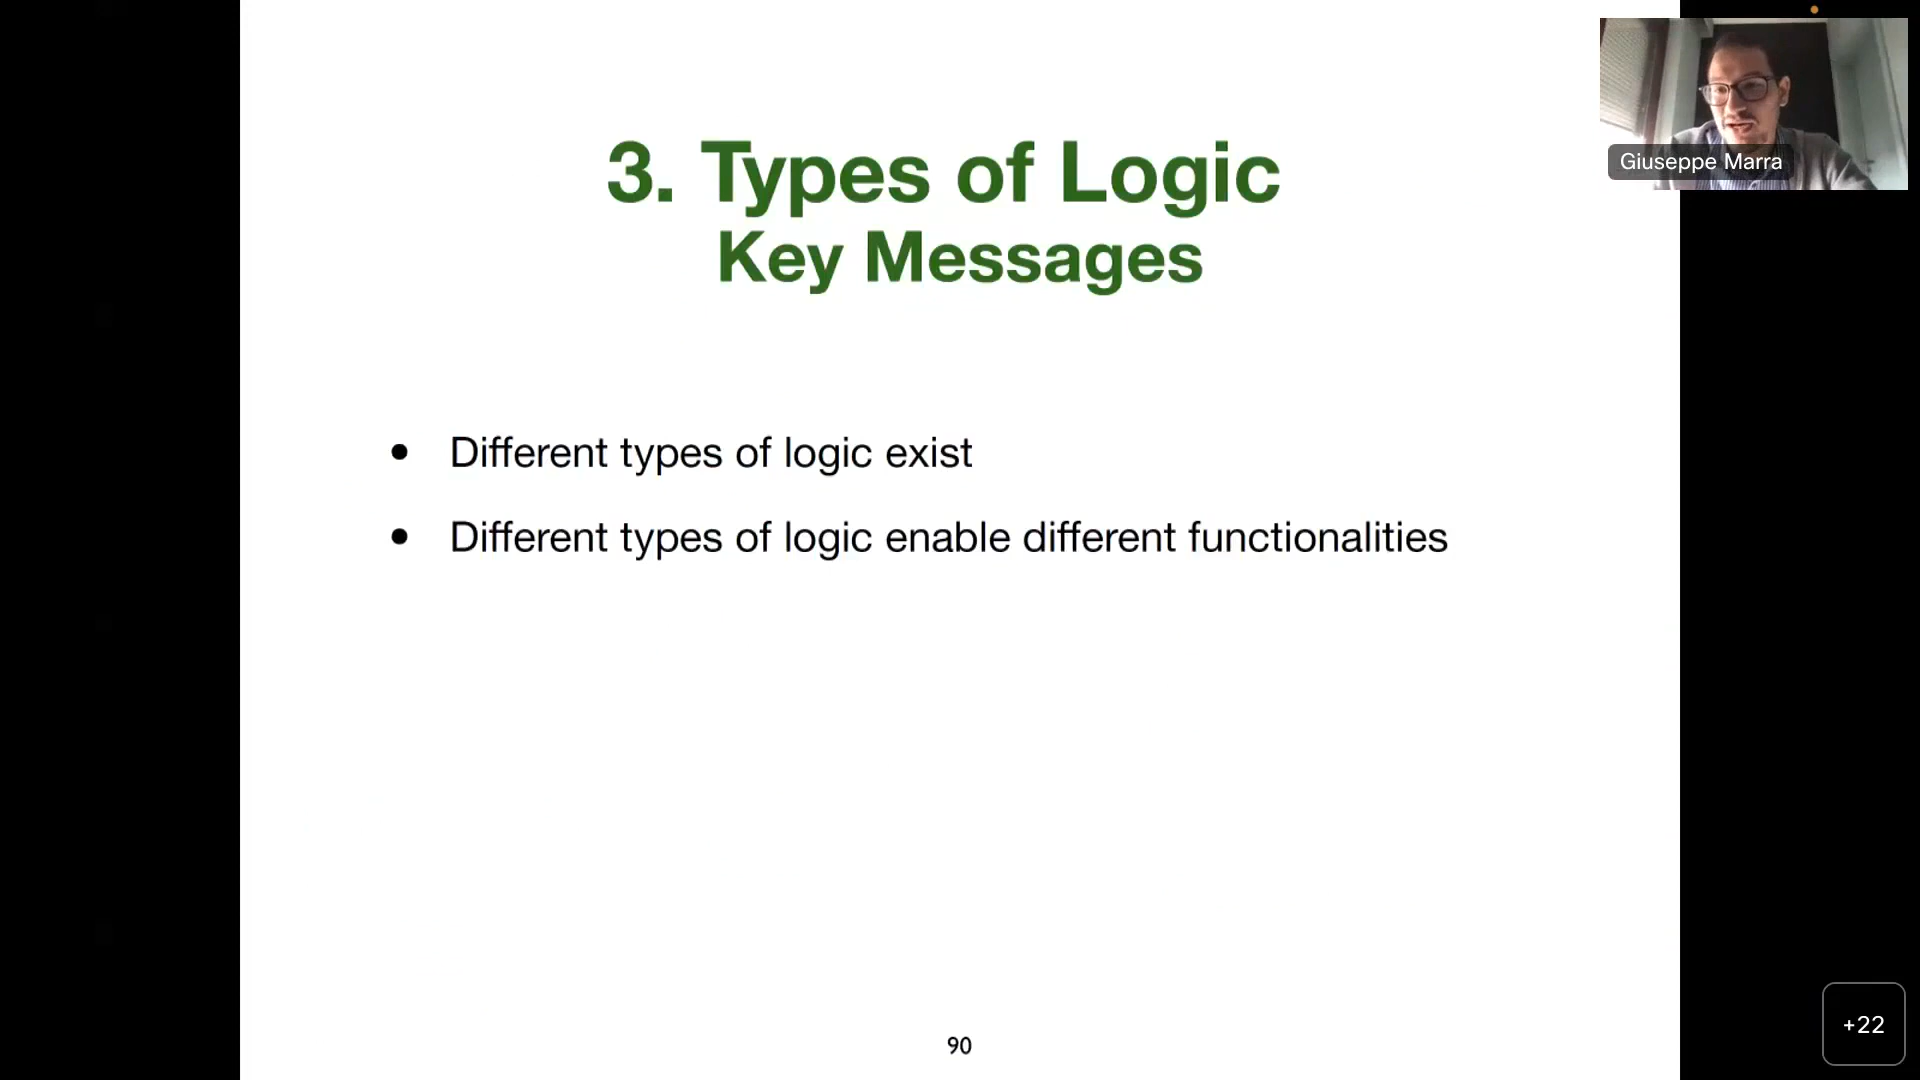 3. Types of Logic
Key Messages
Giuseppe Marra
• Different types of logic exist
• Different types of logic enable different functionalities
90
+22